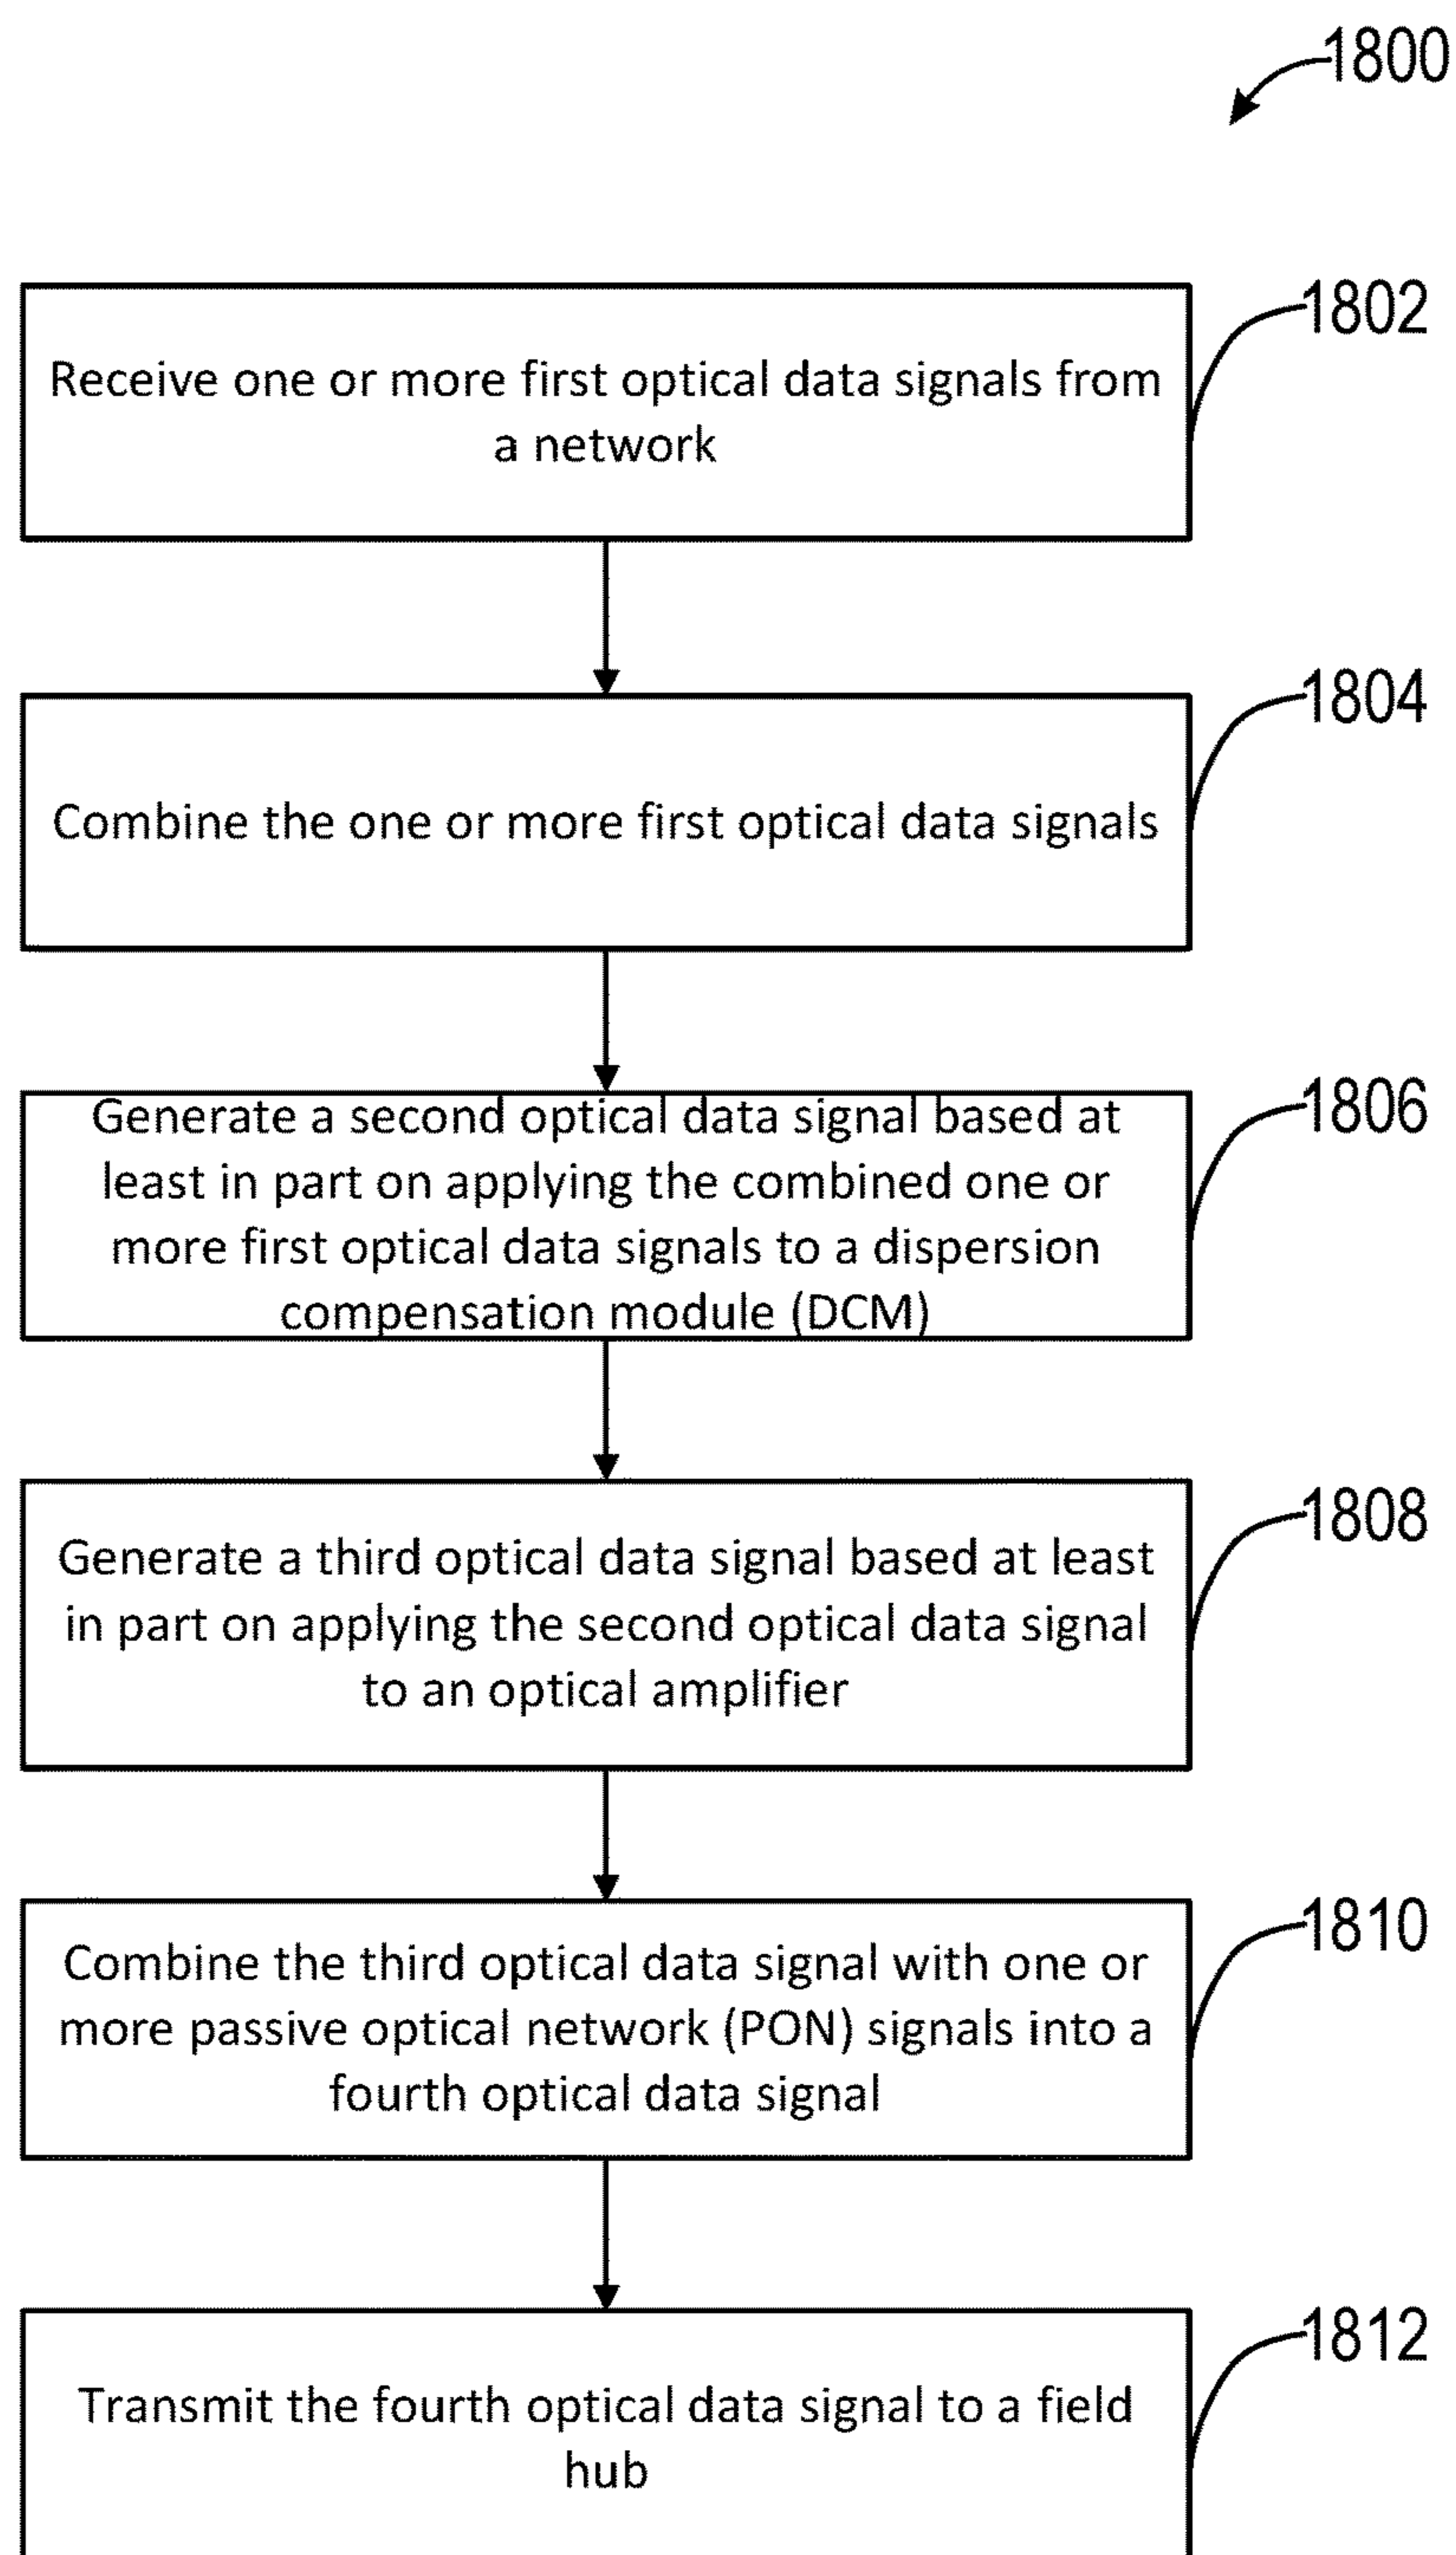 1800
1802
Receive one or more first optical data signals from
a network
1804
Combine the one or more first optical data signals
1806
Generate a second optical data signal based at
least in part on applying the combined one or
more first optical data signals to a dispersion
compensation module (DCM)
1808
Generate a third optical data signal based at least
in part on applying the second optical data signal
to an optical amplifier
1810
Combine the third optical data signal with one or
more passive optical network (PON) signals into a
fourth optical data signal
1812
Transmit the fourth optical data signal to a field
hub